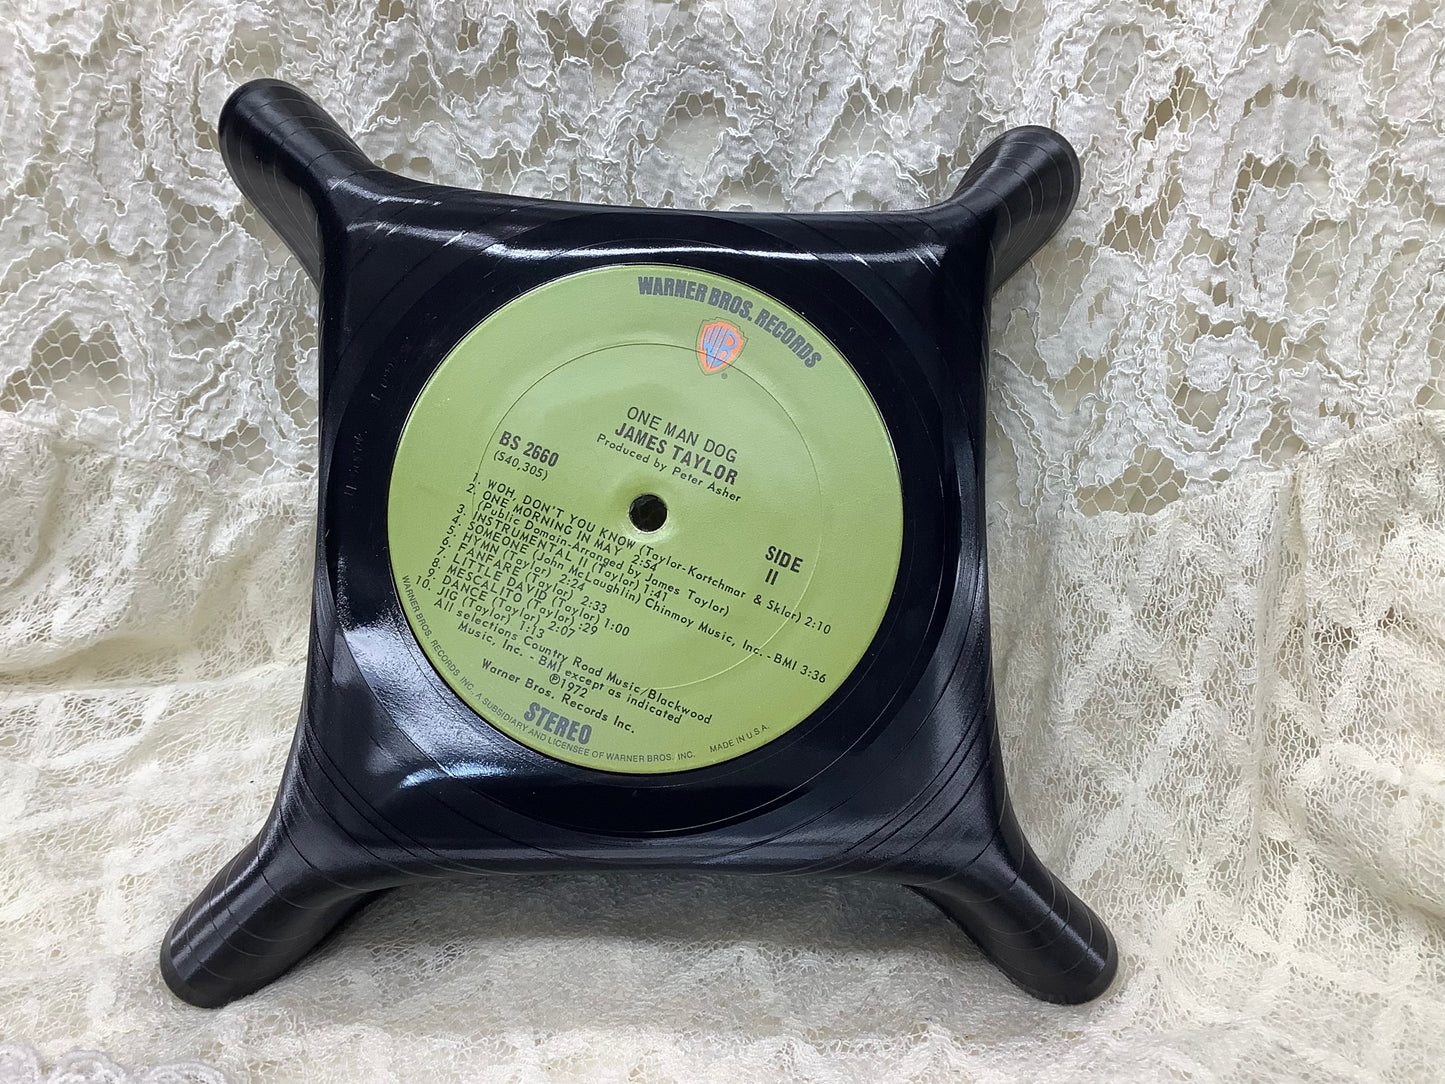 WARNER BROS. RECORDS
WB
®
ONE MAN DOG
JAMES TAYLOR
Produced by Peter Asher
BS 2660
(S40,305)
SIDE
II
1. WOH, DON'T YOU KNOW (Taylor-Kortchmar & Sklar) 2:10
2. ONE MORNING IN MAY
(Public Domain-Arranged by James Taylor) 2:54
3. INSTRUMENTAL II (Taylor) 1:41
4. SOMEONE (John McLaughlin) Chinmoy Music, Inc. - BMI 3:36
5. HYMN (Taylor) 2:24
6. FANFARE (Taylor) 2:33
7. LITTLE DAVID (Taylor) 1:00
8. MESCALITO (Taylor) :29
9. DANCE (Taylor) 2:07
10. JIG (Taylor) 1:13
All selections Country Road Music/Blackwood
Music, Inc. - BMI except as indicated
℗1972
Warner Bros. Records Inc.
STEREO
WARNER BROS. RECORDS INC., A SUBSIDIARY AND LICENSEE OF WARNER BROS. INC. MADE IN U.S.A.